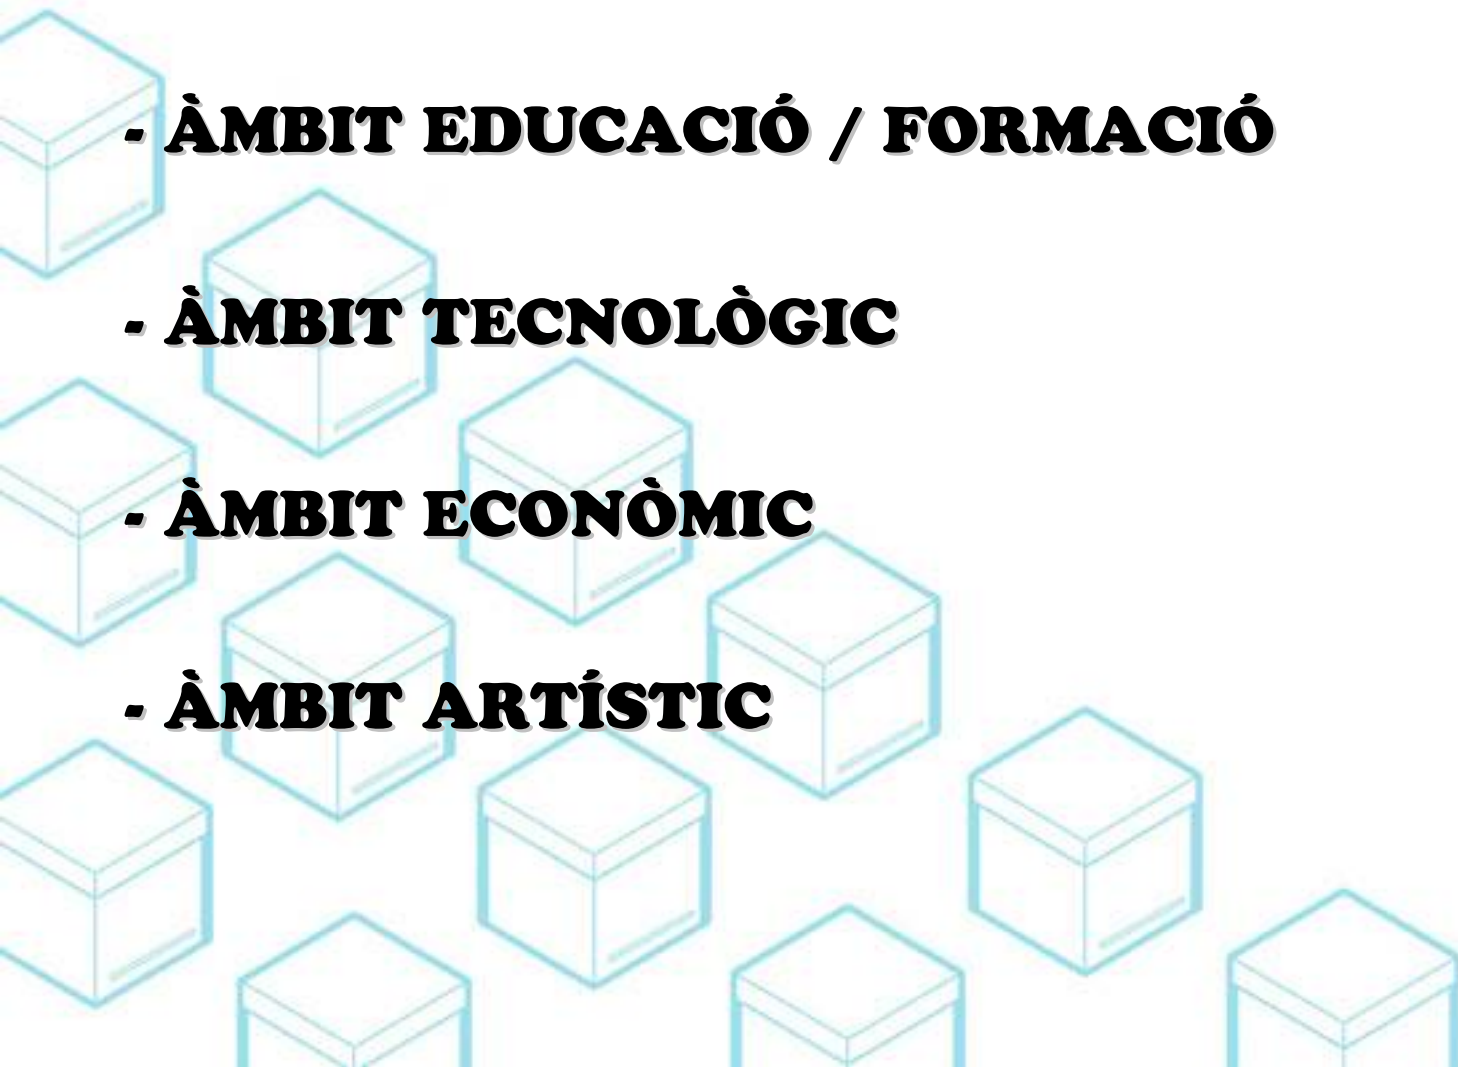 - ÀMBIT EDUCACIÓ / FORMACIÓ
- ÀMBIT TECNOLÒGIC
- ÀMBIT ECONÒMIC
- ÀMBIT ARTÍSTIC